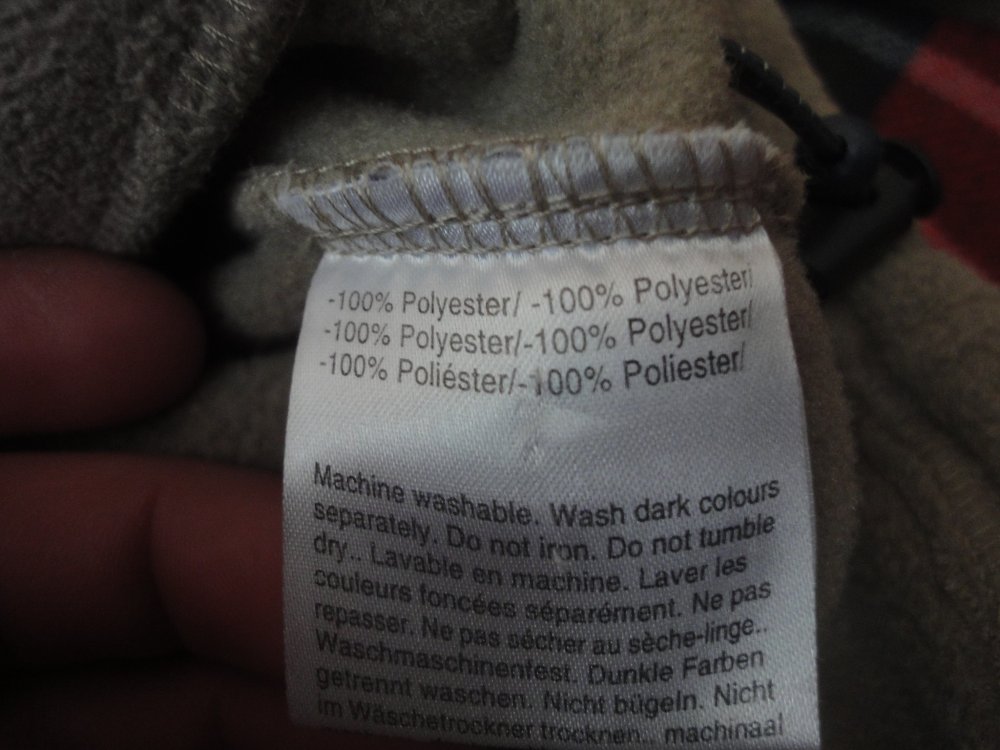 -100% Polyester/ -100% Polyester/
-100% Polyester/-100% Polyester/
-100% Poliéster/-100% Poliester/
Machine washable. Wash dark colours
separately. Do not iron. Do not tumble
dry.. Lavable en machine. Laver les
couleurs foncées séparément. Ne pas
repasser. Ne pas sécher au sèche-linge..
Waschmaschinenfest. Dunkle Farben
getrennt waschen. Nicht bügeln. Nicht
im Wäschetrockner trocknen.. machinaal